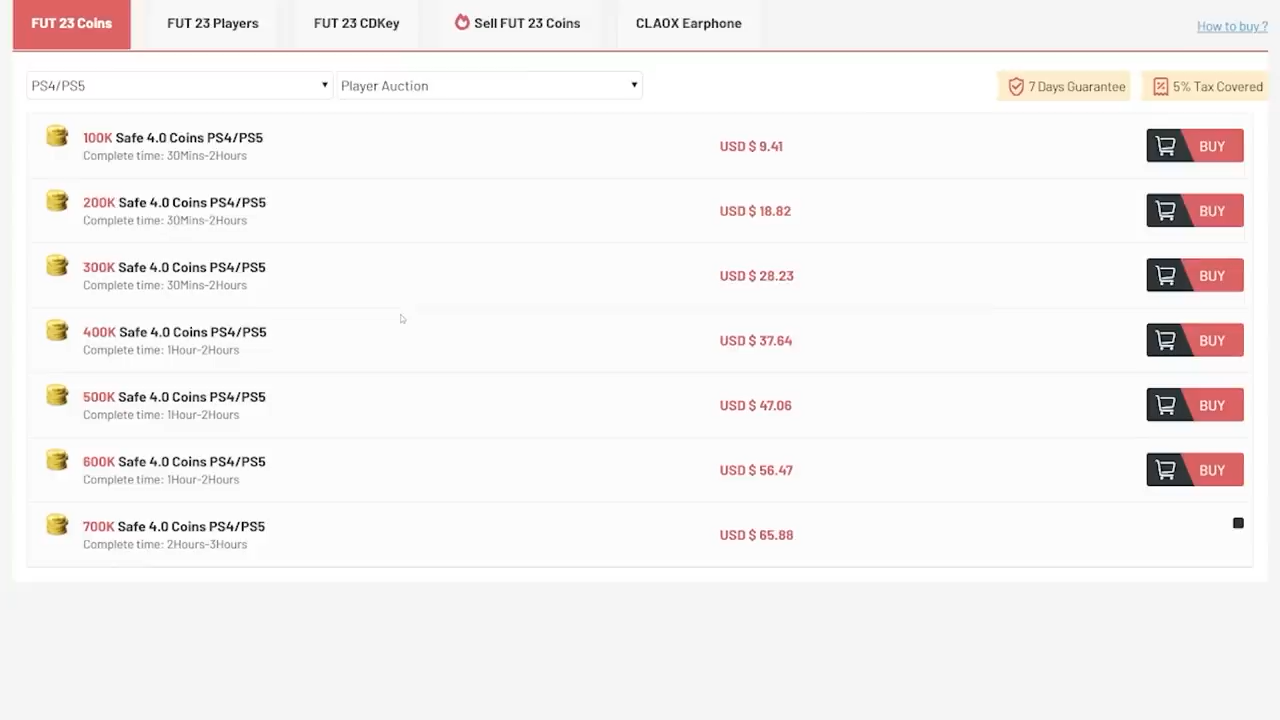 FUT 23 Coins
FUT 23 Players
FUT 23 CDKey
Sell FUT 23 Coins
CLAOX Earphone
How to buy ?
PS4/PS5
Player Auction
7 Days Guarantee
5% Tax Covered
100K Safe 4.0 Coins PS4/PS5
Complete time: 30Mins-2Hours
USD $ 9.41
BUY
200K Safe 4.0 Coins PS4/PS5
Complete time: 30Mins-2Hours
USD $ 18.82
BUY
300K Safe 4.0 Coins PS4/PS5
Complete time: 30Mins-2Hours
USD $ 28.23
BUY
400K Safe 4.0 Coins PS4/PS5
Complete time: 1Hour-2Hours
USD $ 37.64
BUY
500K Safe 4.0 Coins PS4/PS5
Complete time: 1Hour-2Hours
USD $ 47.06
BUY
600K Safe 4.0 Coins PS4/PS5
Complete time: 1Hour-2Hours
USD $ 56.47
BUY
700K Safe 4.0 Coins PS4/PS5
Complete time: 2Hours-3Hours
USD $ 65.88